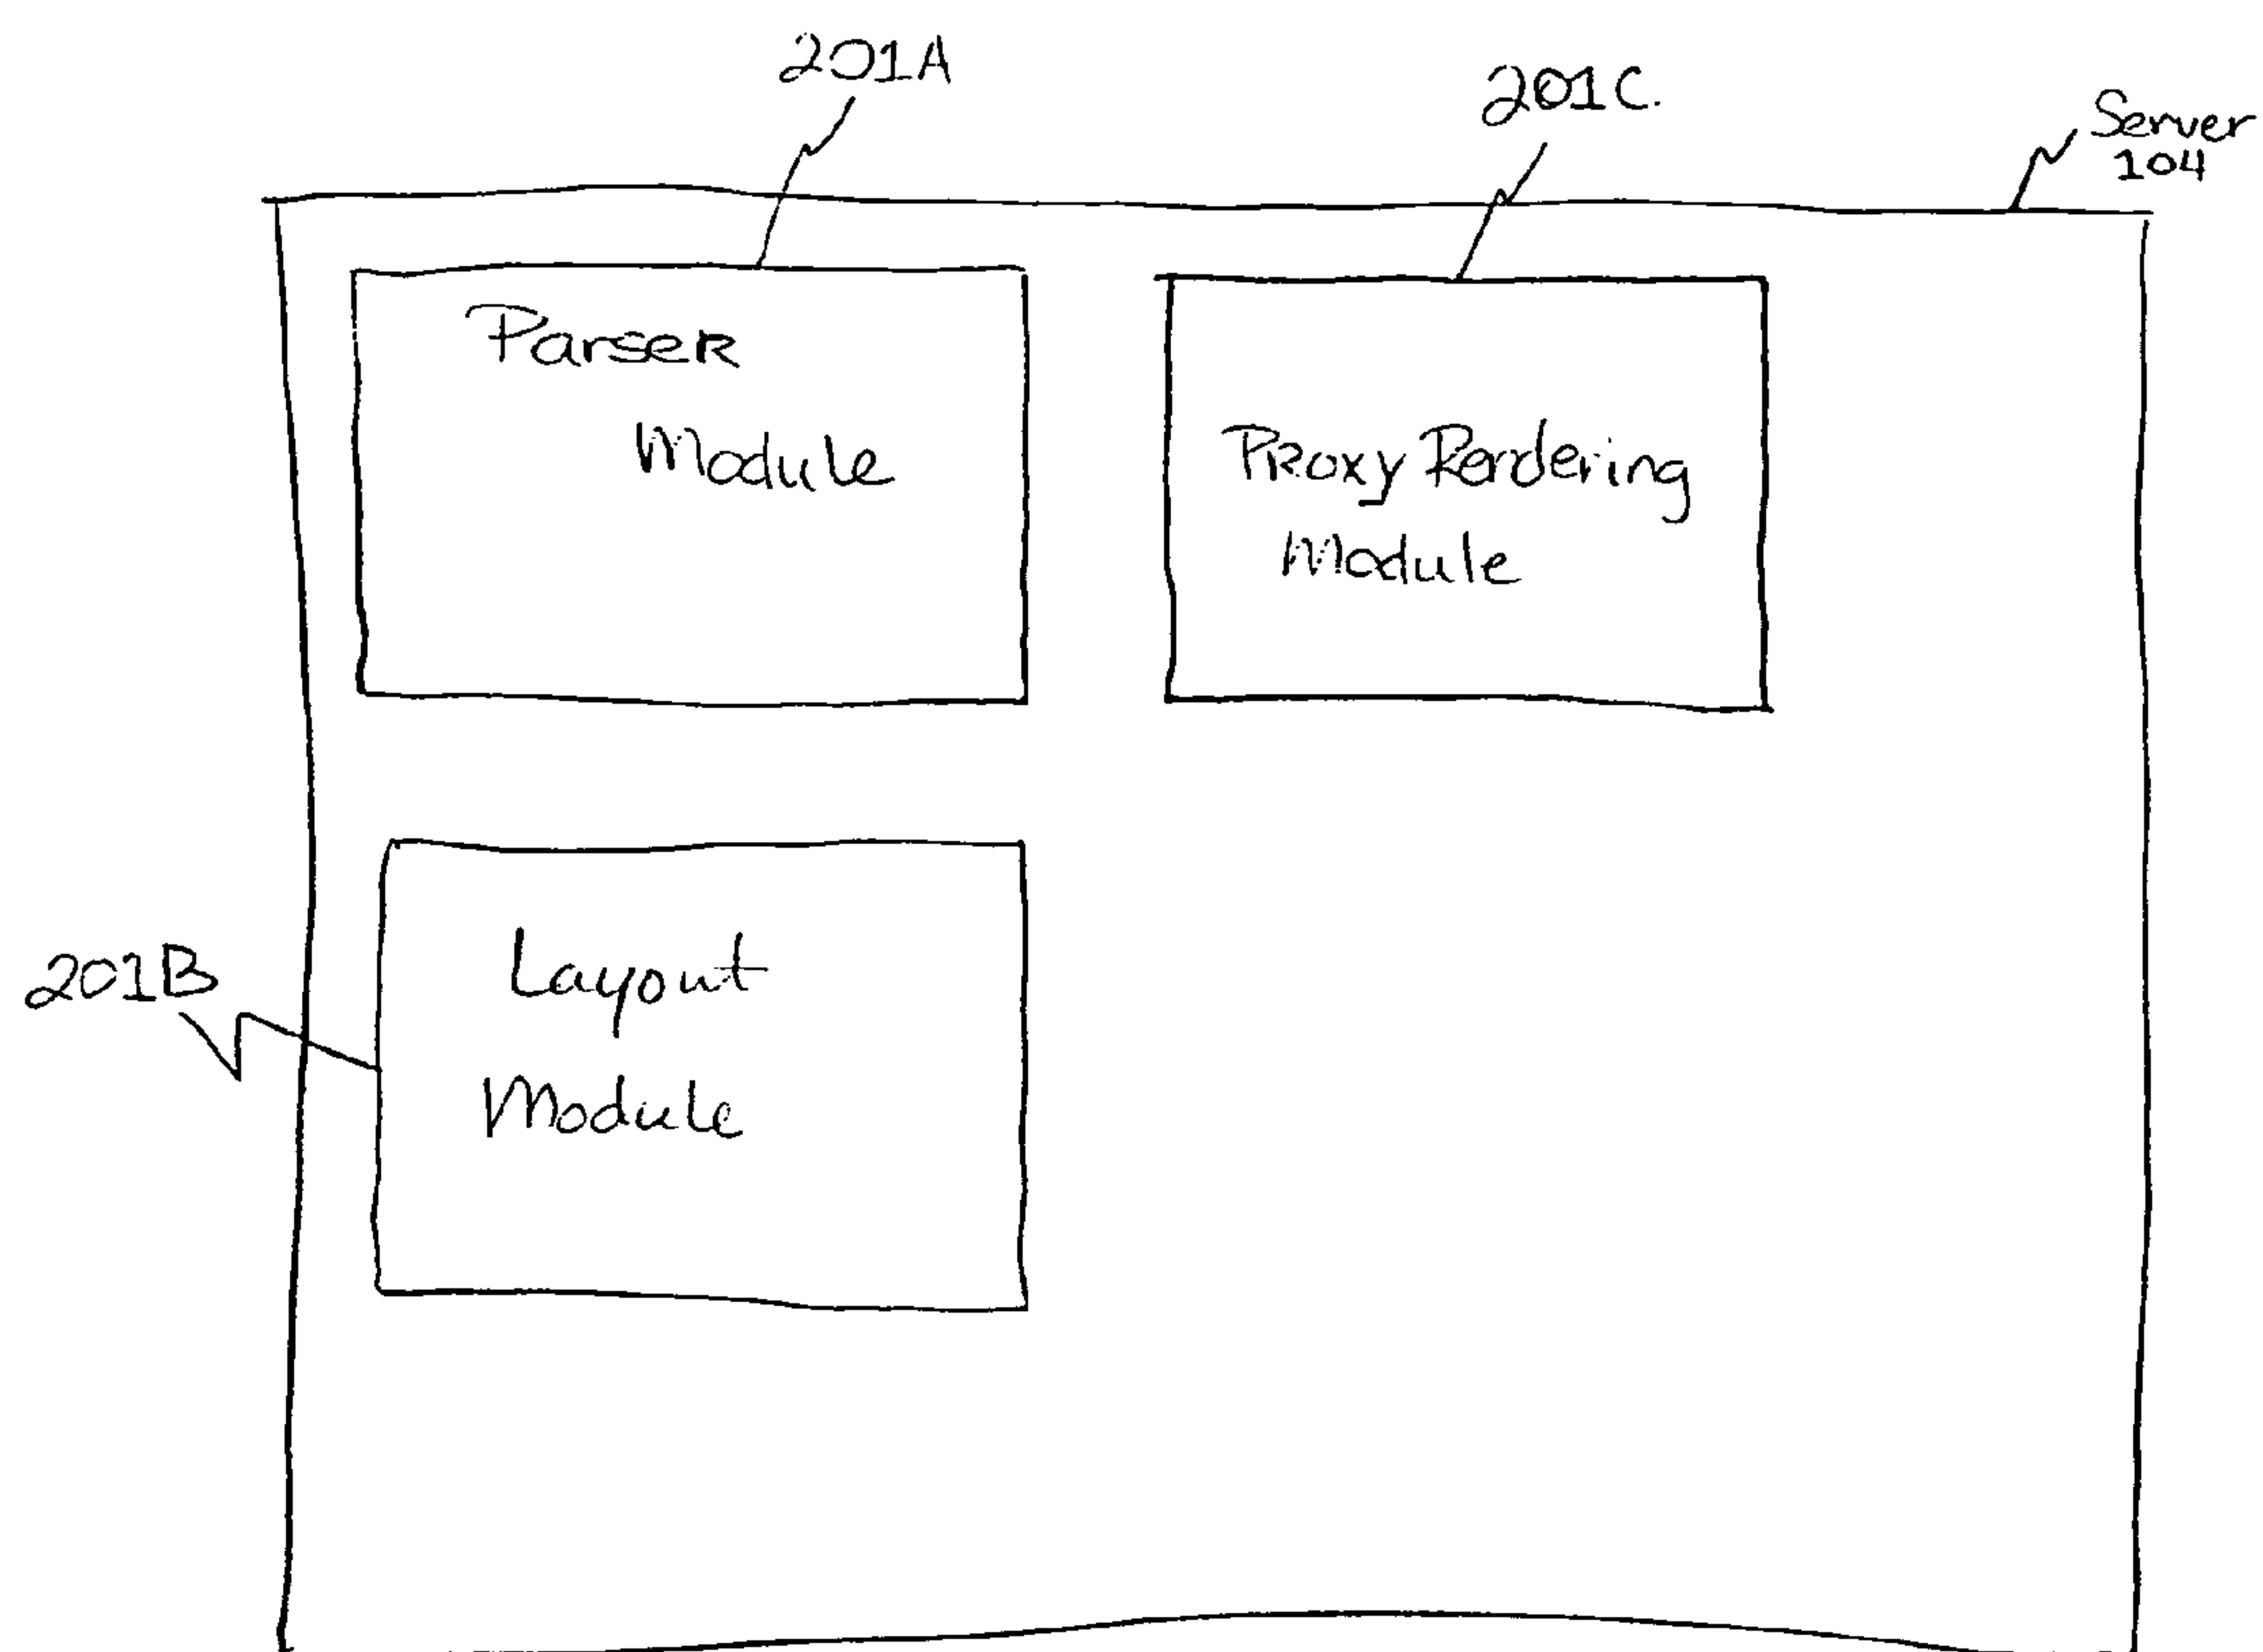 201A
201C.
Server
104
Parser
Module
Proxy Rendering
Module
201B
Layout
Module